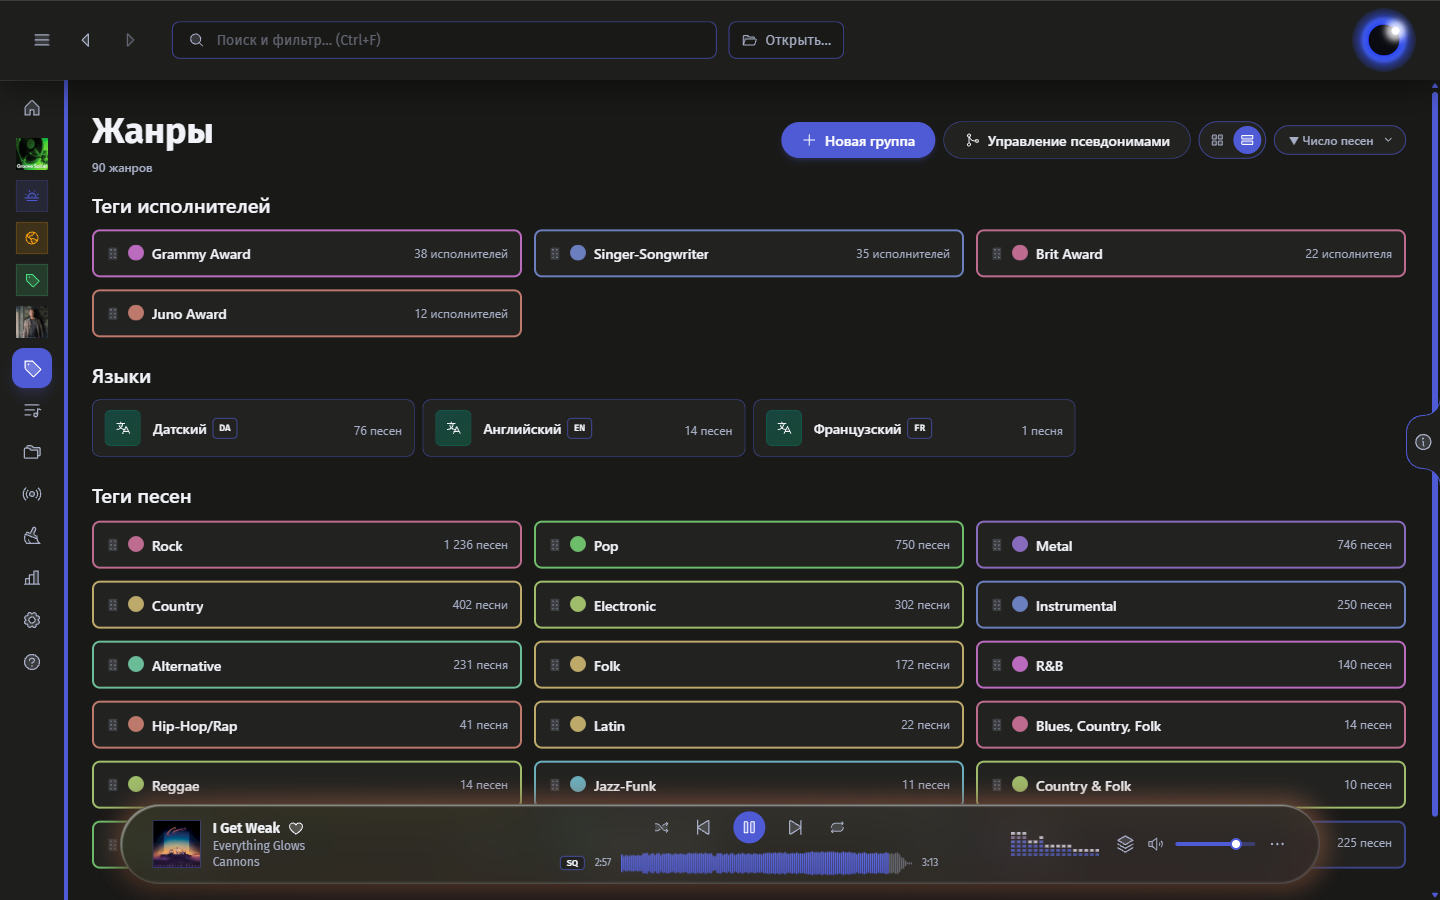 Поиск и фильтр... (Ctrl+F)
Открыть...
Жанры
90 жанров
Новая группа
Управление псевдонимами
▼ Число песен
Теги исполнителей
Grammy Award
38 исполнителей
Singer-Songwriter
35 исполнителей
Brit Award
22 исполнителя
Juno Award
12 исполнителей
Языки
Датский DA
76 песен
Английский EN
14 песен
Французский FR
1 песня
Теги песен
Rock
1 236 песен
Pop
750 песен
Metal
746 песен
Country
402 песни
Electronic
302 песни
Instrumental
250 песен
Alternative
231 песня
Folk
172 песни
R&B
140 песен
Hip-Hop/Rap
41 песня
Latin
22 песни
Blues, Country, Folk
14 песен
Reggae
14 песен
Jazz-Funk
11 песен
Country & Folk
10 песен
225 песен
I Get Weak
Everything Glows
Cannons
SQ
2:57
3:13